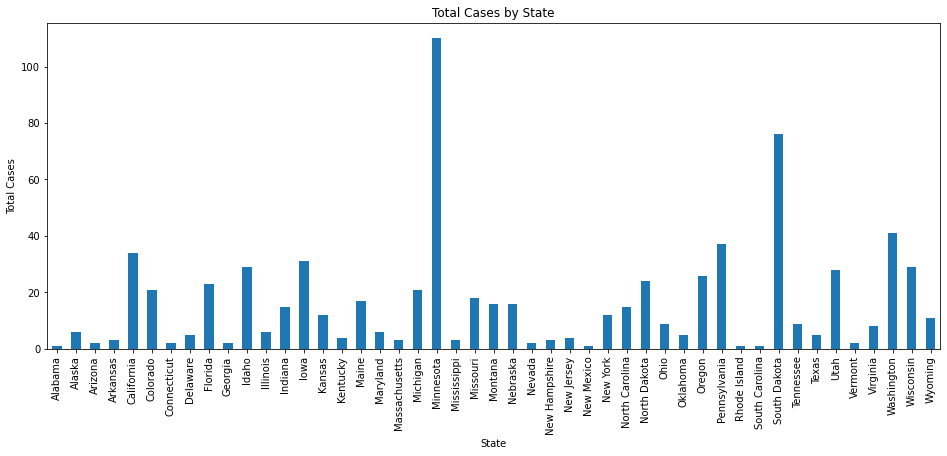 Total Cases by State
Total Cases
100
80
60
40
20
0
Alabama
Alaska
Arizona
Arkansas
California
Colorado
Connecticut
Delaware
Florida
Georgia
Idaho
Illinois
Indiana
Iowa
Kansas
Kentucky
Maine
Maryland
Massachusetts
Michigan
Minnesota
Mississippi
Missouri
Montana
Nebraska
Nevada
New Hampshire
New Jersey
New Mexico
New York
North Carolina
North Dakota
Ohio
Oklahoma
Oregon
Pennsylvania
Rhode Island
South Carolina
South Dakota
Tennessee
Texas
Utah
Vermont
Virginia
Washington
Wisconsin
Wyoming
State